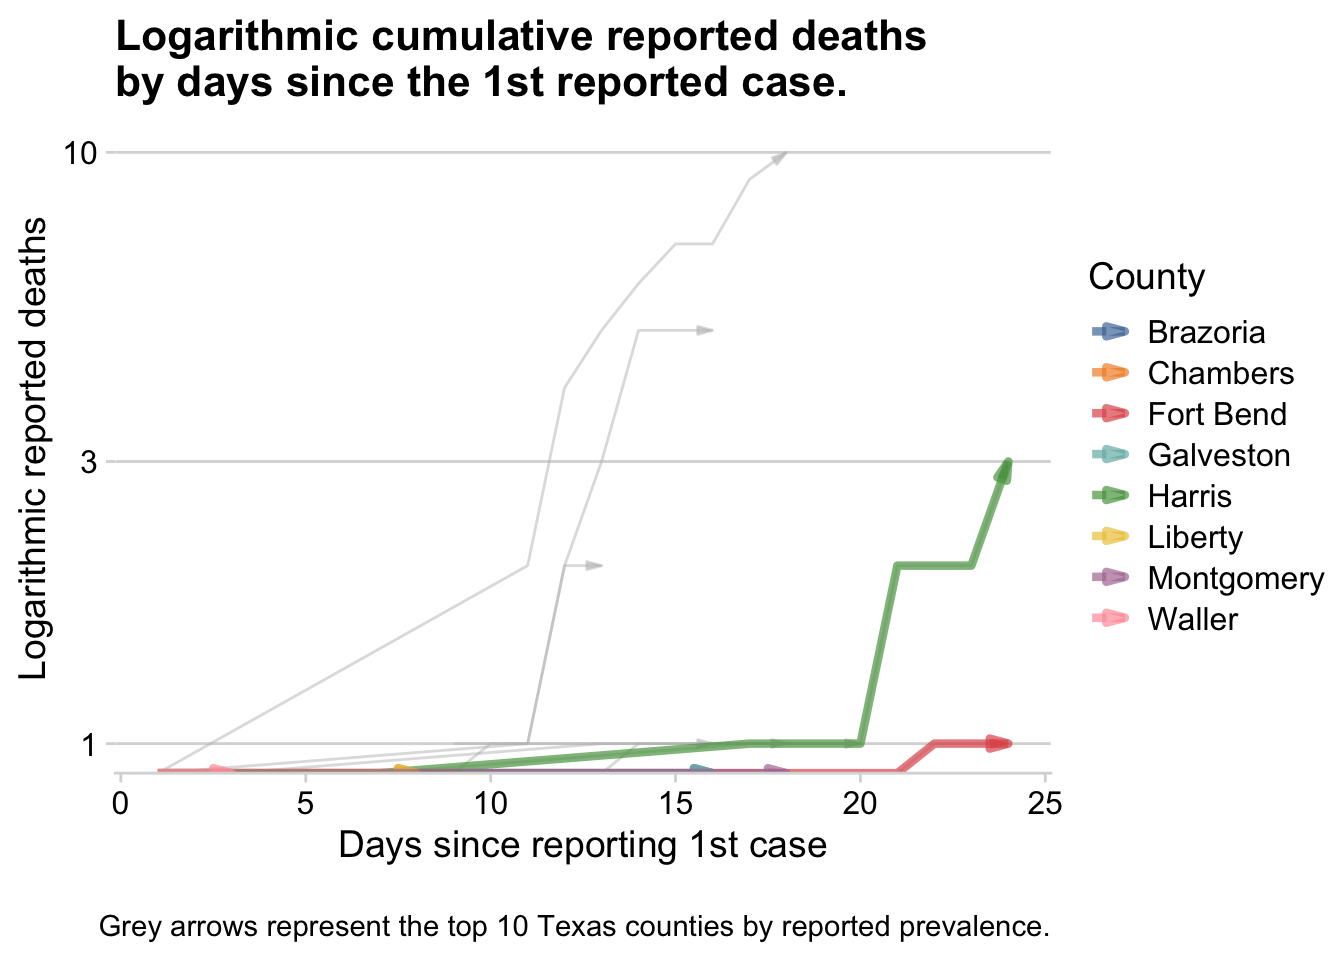 Logarithmic cumulative reported deaths
by days since the 1st reported case.
Logarithmic reported deaths
10
3
1
0 5 10 15 20 25
Days since reporting 1st case
County
Brazoria
Chambers
Fort Bend
Galveston
Harris
Liberty
Montgomery
Waller
Grey arrows represent the top 10 Texas counties by reported prevalence.